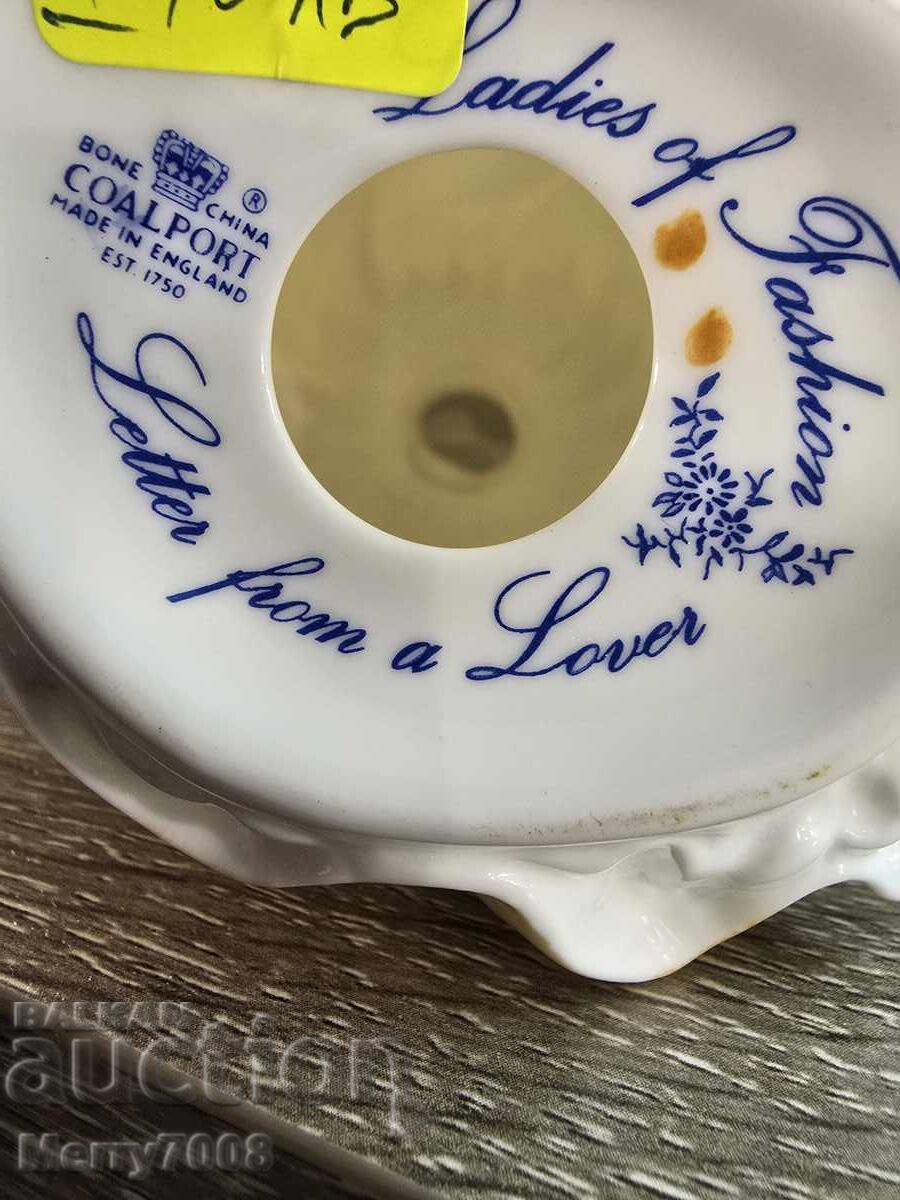 Ladies of Fashion
BONE CHINA ®
COALPORT
MADE IN ENGLAND
EST. 1750
Letter from a Lover
BALKAN
auction
Merry7008